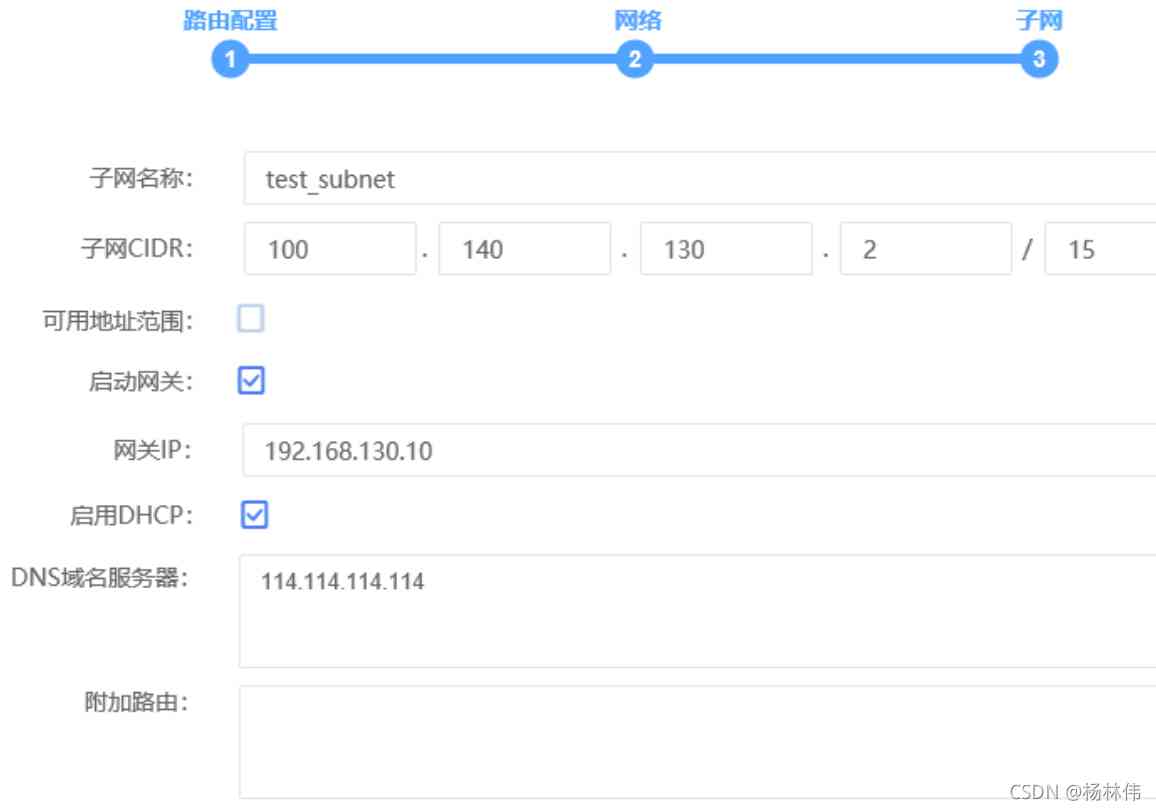 路由配置 网络 子网
1 2 3
子网名称： test_subnet
子网CIDR： 100 . 140 . 130 . 2 / 15
可用地址范围：
启动网关：
网关IP： 192.168.130.10
启用DHCP：
DNS域名服务器： 114.114.114.114
附加路由：
CSDN @杨林伟